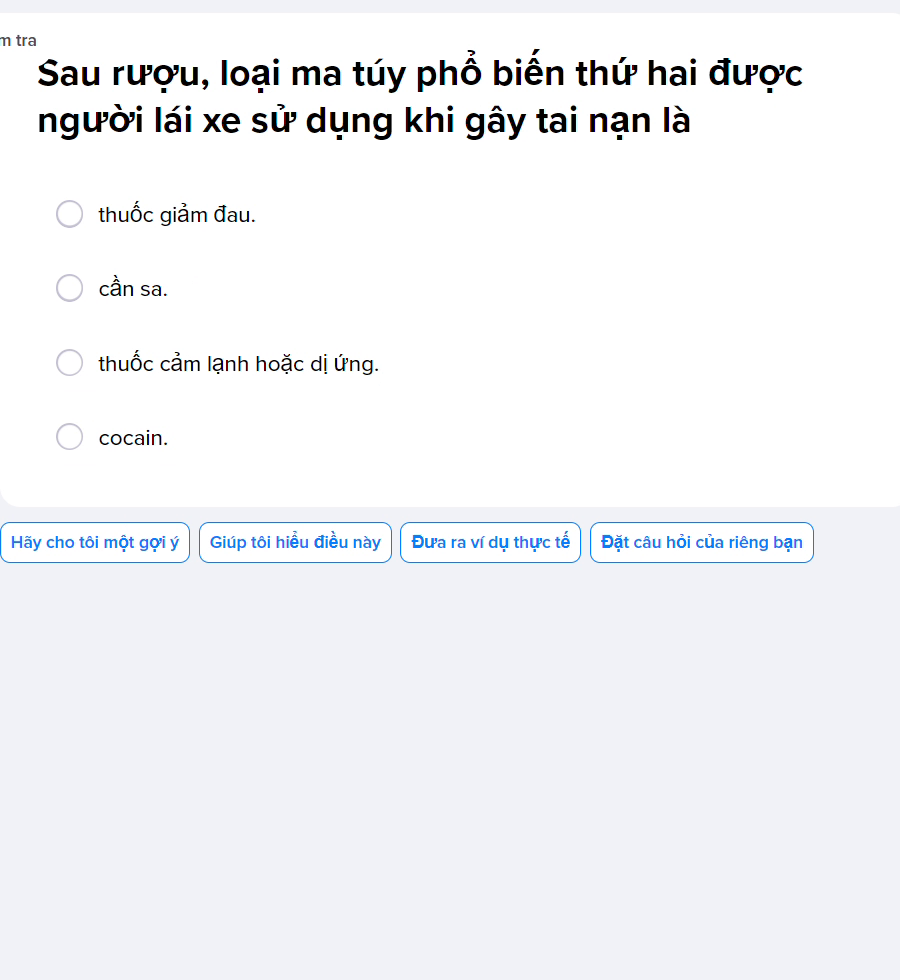 m tra
Sau rượu, loại ma túy phổ biến thứ hai được
người lái xe sử dụng khi gây tai nạn là
thuốc giảm đau.
cần sa.
thuốc cảm lạnh hoặc dị ứng.
cocain.
Hãy cho tôi một gợi ý
Giúp tôi hiểu điều này
Đưa ra ví dụ thực tế
Đặt câu hỏi của riêng bạn